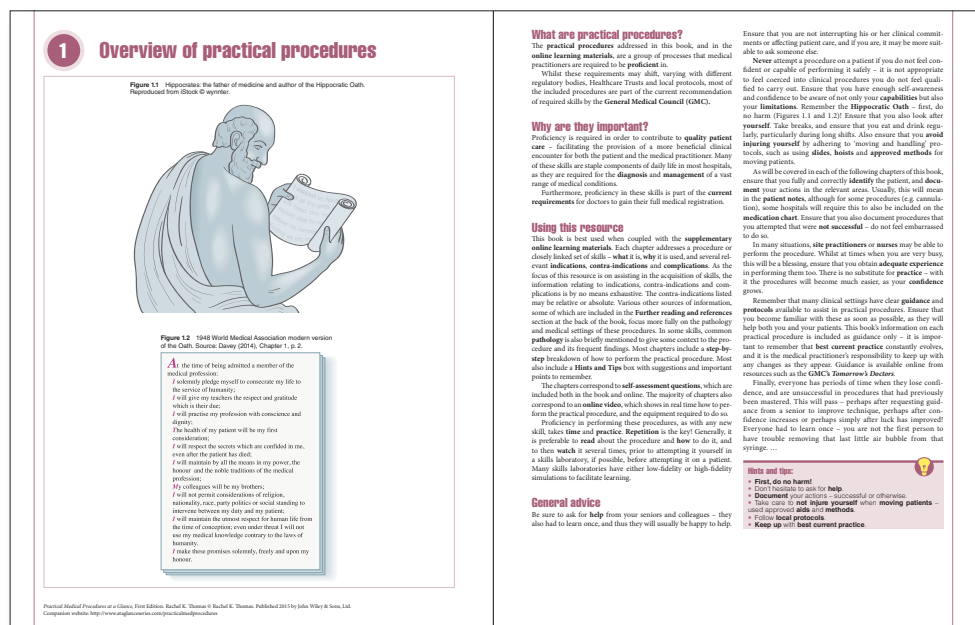 1
Overview of practical procedures
Figure 1.1 Hippocrates: the father of medicine and author of the Hippocratic Oath.
Reproduced from iStock © wynnter.
Figure 1.2 1948 World Medical Association modern version
of the Oath. Source: Davey (2014), Chapter 1, p. 2.
At the time of being admitted a member of the
medical profession:
I solemnly pledge myself to consecrate my life to
the service of humanity;
I will give my teachers the respect and gratitude
which is their due;
I will practise my profession with conscience and
dignity;
The health of my patient will be my first
consideration;
I will respect the secrets which are confided in me,
even after the patient has died;
I will maintain by all the means in my power, the
honour and the noble traditions of the medical
profession;
My colleagues will be my brothers;
I will not permit considerations of religion,
nationality, race, party politics or social standing to
intervene between my duty and my patient;
I will maintain the utmost respect for human life from
the time of conception; even under threat I will not
use my medical knowledge contrary to the laws of
humanity.
I make these promises solemnly, freely and upon my
honour.
Practical Medical Procedures at a Glance, First Edition. Rachel K. Thomas © Rachel K. Thomas. Published 2015 by John Wiley & Sons, Ltd.
Companion website: http://www.ataglanceseries.com/practicalmedprocedures
What are practical procedures?
The practical procedures addressed in this book, and in the
online learning materials, are a group of processes that medical
practitioners are required to be proficient in.
Whilst these requirements may shift, varying with different
regulatory bodies, Healthcare Trusts and local protocols, most of
the included procedures are part of the current recommendation
of required skills by the General Medical Council (GMC).
Why are they important?
Proficiency is required in order to contribute to quality patient
care – facilitating the provision of a more beneficial clinical
encounter for both the patient and the medical practitioner. Many
of these skills are staple components of daily life in most hospitals,
as they are required for the diagnosis and management of a vast
range of medical conditions.
Furthermore, proficiency in these skills is part of the current
requirements for doctors to gain their full medical registration.
Using this resource
This book is best used when coupled with the supplementary
online learning materials. Each chapter addresses a procedure or
closely linked set of skills – what it is, why it is used, and several rel-
evant indications, contra-indications and complications. As the
focus of this resource is on assisting in the acquisition of skills, the
information relating to indications, contra-indications and com-
plications is by no means exhaustive. The contra-indications listed
may be relative or absolute. Various other sources of information,
some of which are included in the Further reading and references
section at the back of the book, focus more fully on the pathology
and medical settings of these procedures. In some skills, common
pathology is also briefly mentioned to give some context to the pro-
cedure and its frequent findings. Most chapters include a step-by-
step breakdown of how to perform the procedure. Most
also include a Hints and Tips box with suggestions and important
points to remember.
The chapters correspond to self-assessment questions, which are
included both in the book and online. The majority of chapters also
correspond to an online video, which shows in real time how to per-
form the practical procedure, and the equipment required to do so.
Proficiency in performing these procedures, as with any new
skill, takes time and practice. Repetition is the key! Generally, it
is preferable to read about the procedure and how to do it, and
to then watch it several times, prior to attempting it yourself in
a skills laboratory, if possible, before attempting it on a patient.
Many skills laboratories have either low-fidelity or high-fidelity
simulations to facilitate learning.
General advice
Be sure to ask for help from your seniors and colleagues – they
also had to learn once, and thus they will usually be happy to help.
Ensure that you are not interrupting his or her clinical commit-
ments or affecting patient care, and if you are, it may be more suit-
able to ask someone else.
Never attempt a procedure on a patient if you do not feel con-
fident or capable of performing it safely – it is not appropriate
to feel coerced into clinical procedures you do not feel quali-
fied to carry out. Ensure that you have enough self-awareness
and confidence to be aware of not only your capabilities but also
your limitations. Remember the Hippocratic Oath – first, do
no harm (Figures 1.1 and 1.2)! Ensure that you also look after
yourself. Take breaks, and ensure that you eat and drink regu-
larly, particularly during long shifts. Also ensure that you avoid
injuring yourself by adhering to 'moving and handling' pro-
tocols, such as using slides, hoists and approved methods for
moving patients.
As will be covered in each of the following chapters of this book,
ensure that you fully and correctly identify the patient, and docu-
ment your actions in the relevant areas. Usually, this will mean
in the patient notes, although for some procedures (e.g. cannula-
tion), some hospitals will require this to also be included on the
medication chart. Ensure that you also document procedures that
you attempted that were not successful – do not feel embarrassed
to do so.
In many situations, site practitioners or nurses may be able to
perform the procedure. Whilst at times when you are very busy,
this will be a blessing, ensure that you obtain adequate experience
in performing them too. There is no substitute for practice – with
it the procedures will become much easier, as your confidence
grows.
Remember that many clinical settings have clear guidance and
protocols available to assist in practical procedures. Ensure that
you become familiar with these as soon as possible, as they will
help both you and your patients. This book's information on each
practical procedure is included as guidance only – it is impor-
tant to remember that best current practice constantly evolves,
and it is the medical practitioner's responsibility to keep up with
any changes as they appear. Guidance is available online from
resources such as the GMC's Tomorrow's Doctors.
Finally, everyone has periods of time when they lose confi-
dence, and are unsuccessful in procedures that had previously
been mastered. This will pass – perhaps after requesting guid-
ance from a senior to improve technique, perhaps after con-
fidence increases or perhaps simply after luck has improved!
Everyone had to learn once – you are not the first person to
have trouble removing that last little air bubble from that
syringe. …
Hints and tips:
• First, do no harm!
• Don't hesitate to ask for help.
• Document your actions – successful or otherwise.
• Take care to not injure yourself when moving patients –
used approved aids and methods.
• Follow local protocols.
• Keep up with best current practice.